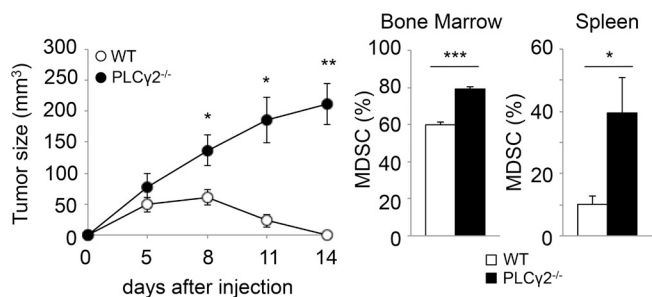 WT
PLCγ2-/-
Tumor size (mm3)
300
250
200
150
100
50
0
*
*
**
0 5 8 11 14
days after injection
Bone Marrow
MDSC (%)
100
80
60
40
20
0
***
Spleen
MDSC (%)
60
40
20
0
*
WT
PLCγ2-/-